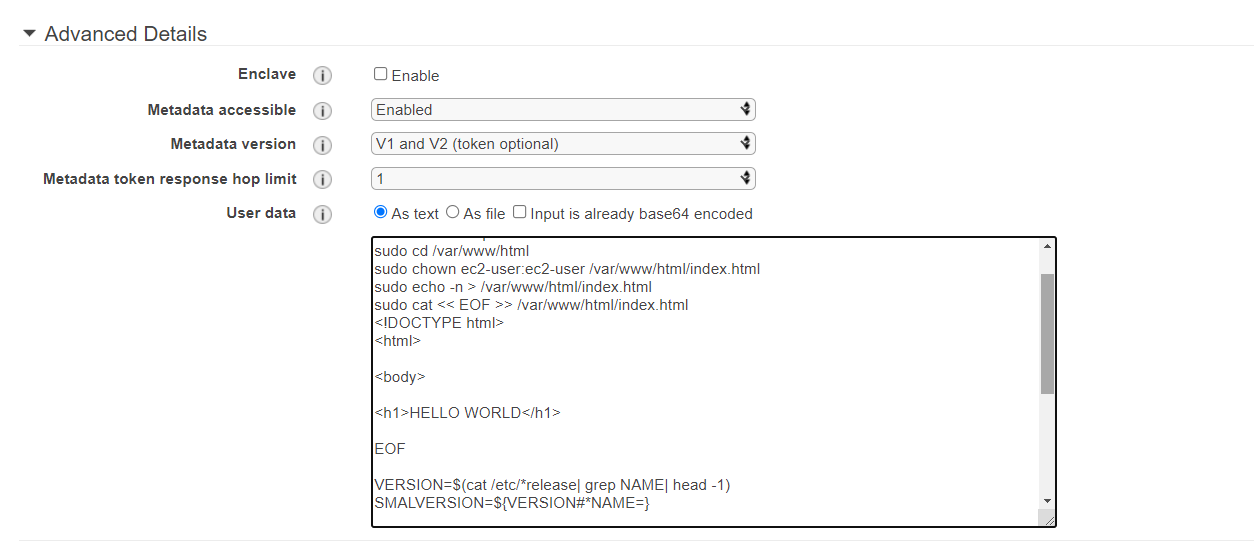 Advanced Details
Enclave i Enable
Metadata accessible i Enabled
Metadata version i V1 and V2 (token optional)
Metadata token response hop limit i 1
User data i As text As file Input is already base64 encoded
sudo cd /var/www/html
sudo chown ec2-user:ec2-user /var/www/html/index.html
sudo echo -n > /var/www/html/index.html
sudo cat << EOF >> /var/www/html/index.html
<!DOCTYPE html>
<html>
<body>
<h1>HELLO WORLD</h1>
EOF
VERSION=$(cat /etc/*release| grep NAME| head -1)
SMALVERSION=${VERSION#*NAME=}